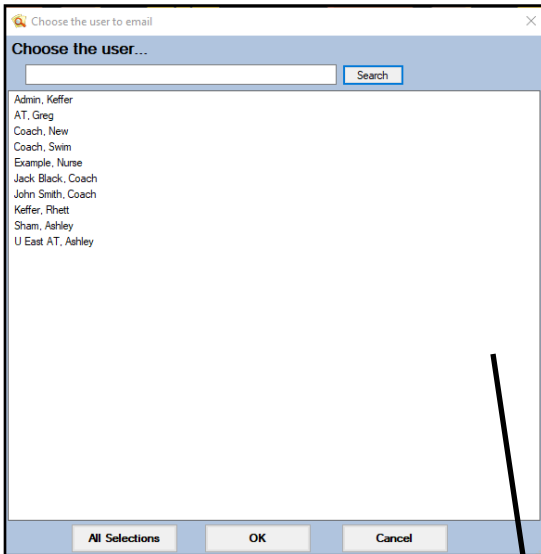 Choose the user to email
Choose the user...
Search
Admin, Keffer
AT, Greg
Coach, New
Coach, Swim
Example, Nurse
Jack Black, Coach
John Smith, Coach
Keffer, Rhett
Sham, Ashley
U East AT, Ashley
All Selections OK Cancel